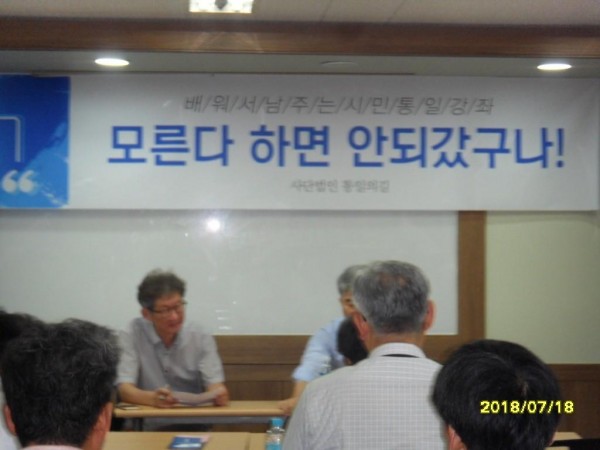 배/워/서/남/주/는/시/민/통/일/강/좌
모른다 하면 안되갔구나!
사단법인 통일의길
2018/07/18